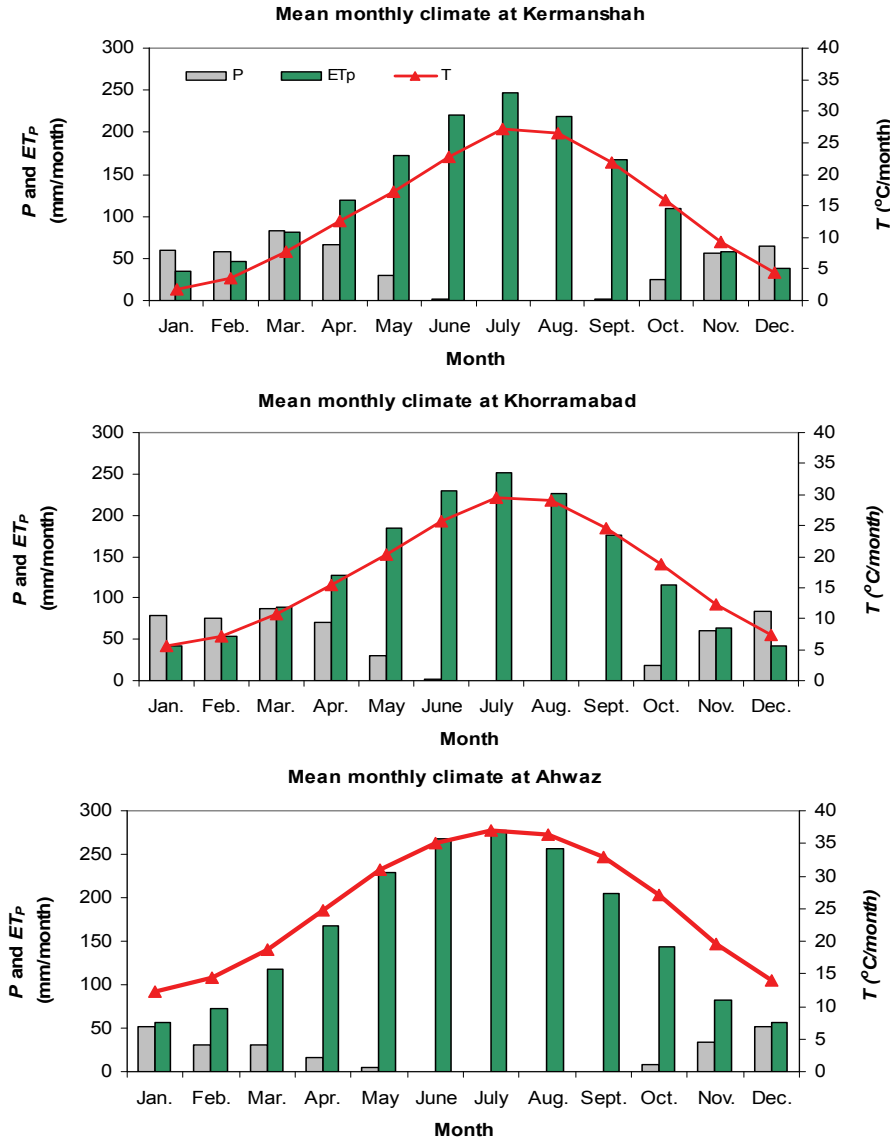 Mean monthly climate at Kermanshah
300 40
35
250
30
200
25
150 20
15
100
10
50
5
0 0
P ETp T
P and ETP
(mm/month)
T (°C/month)
Jan. Feb. Mar. Apr. May June July Aug. Sept. Oct. Nov. Dec.
Month
Mean monthly climate at Khorramabad
300 40
35
250
30
200
25
150 20
15
100
10
50
5
0 0
P and ETP
(mm/month)
T (°C/month)
Jan. Feb. Mar. Apr. May June July Aug. Sept. Oct. Nov. Dec.
Month
Mean monthly climate at Ahwaz
300 40
35
250
30
200
25
150 20
15
100
10
50
5
0 0
P and ETP
(mm/month)
T (°C/month)
Jan. Feb. Mar. Apr. May June July Aug. Sept. Oct. Nov. Dec.
Month